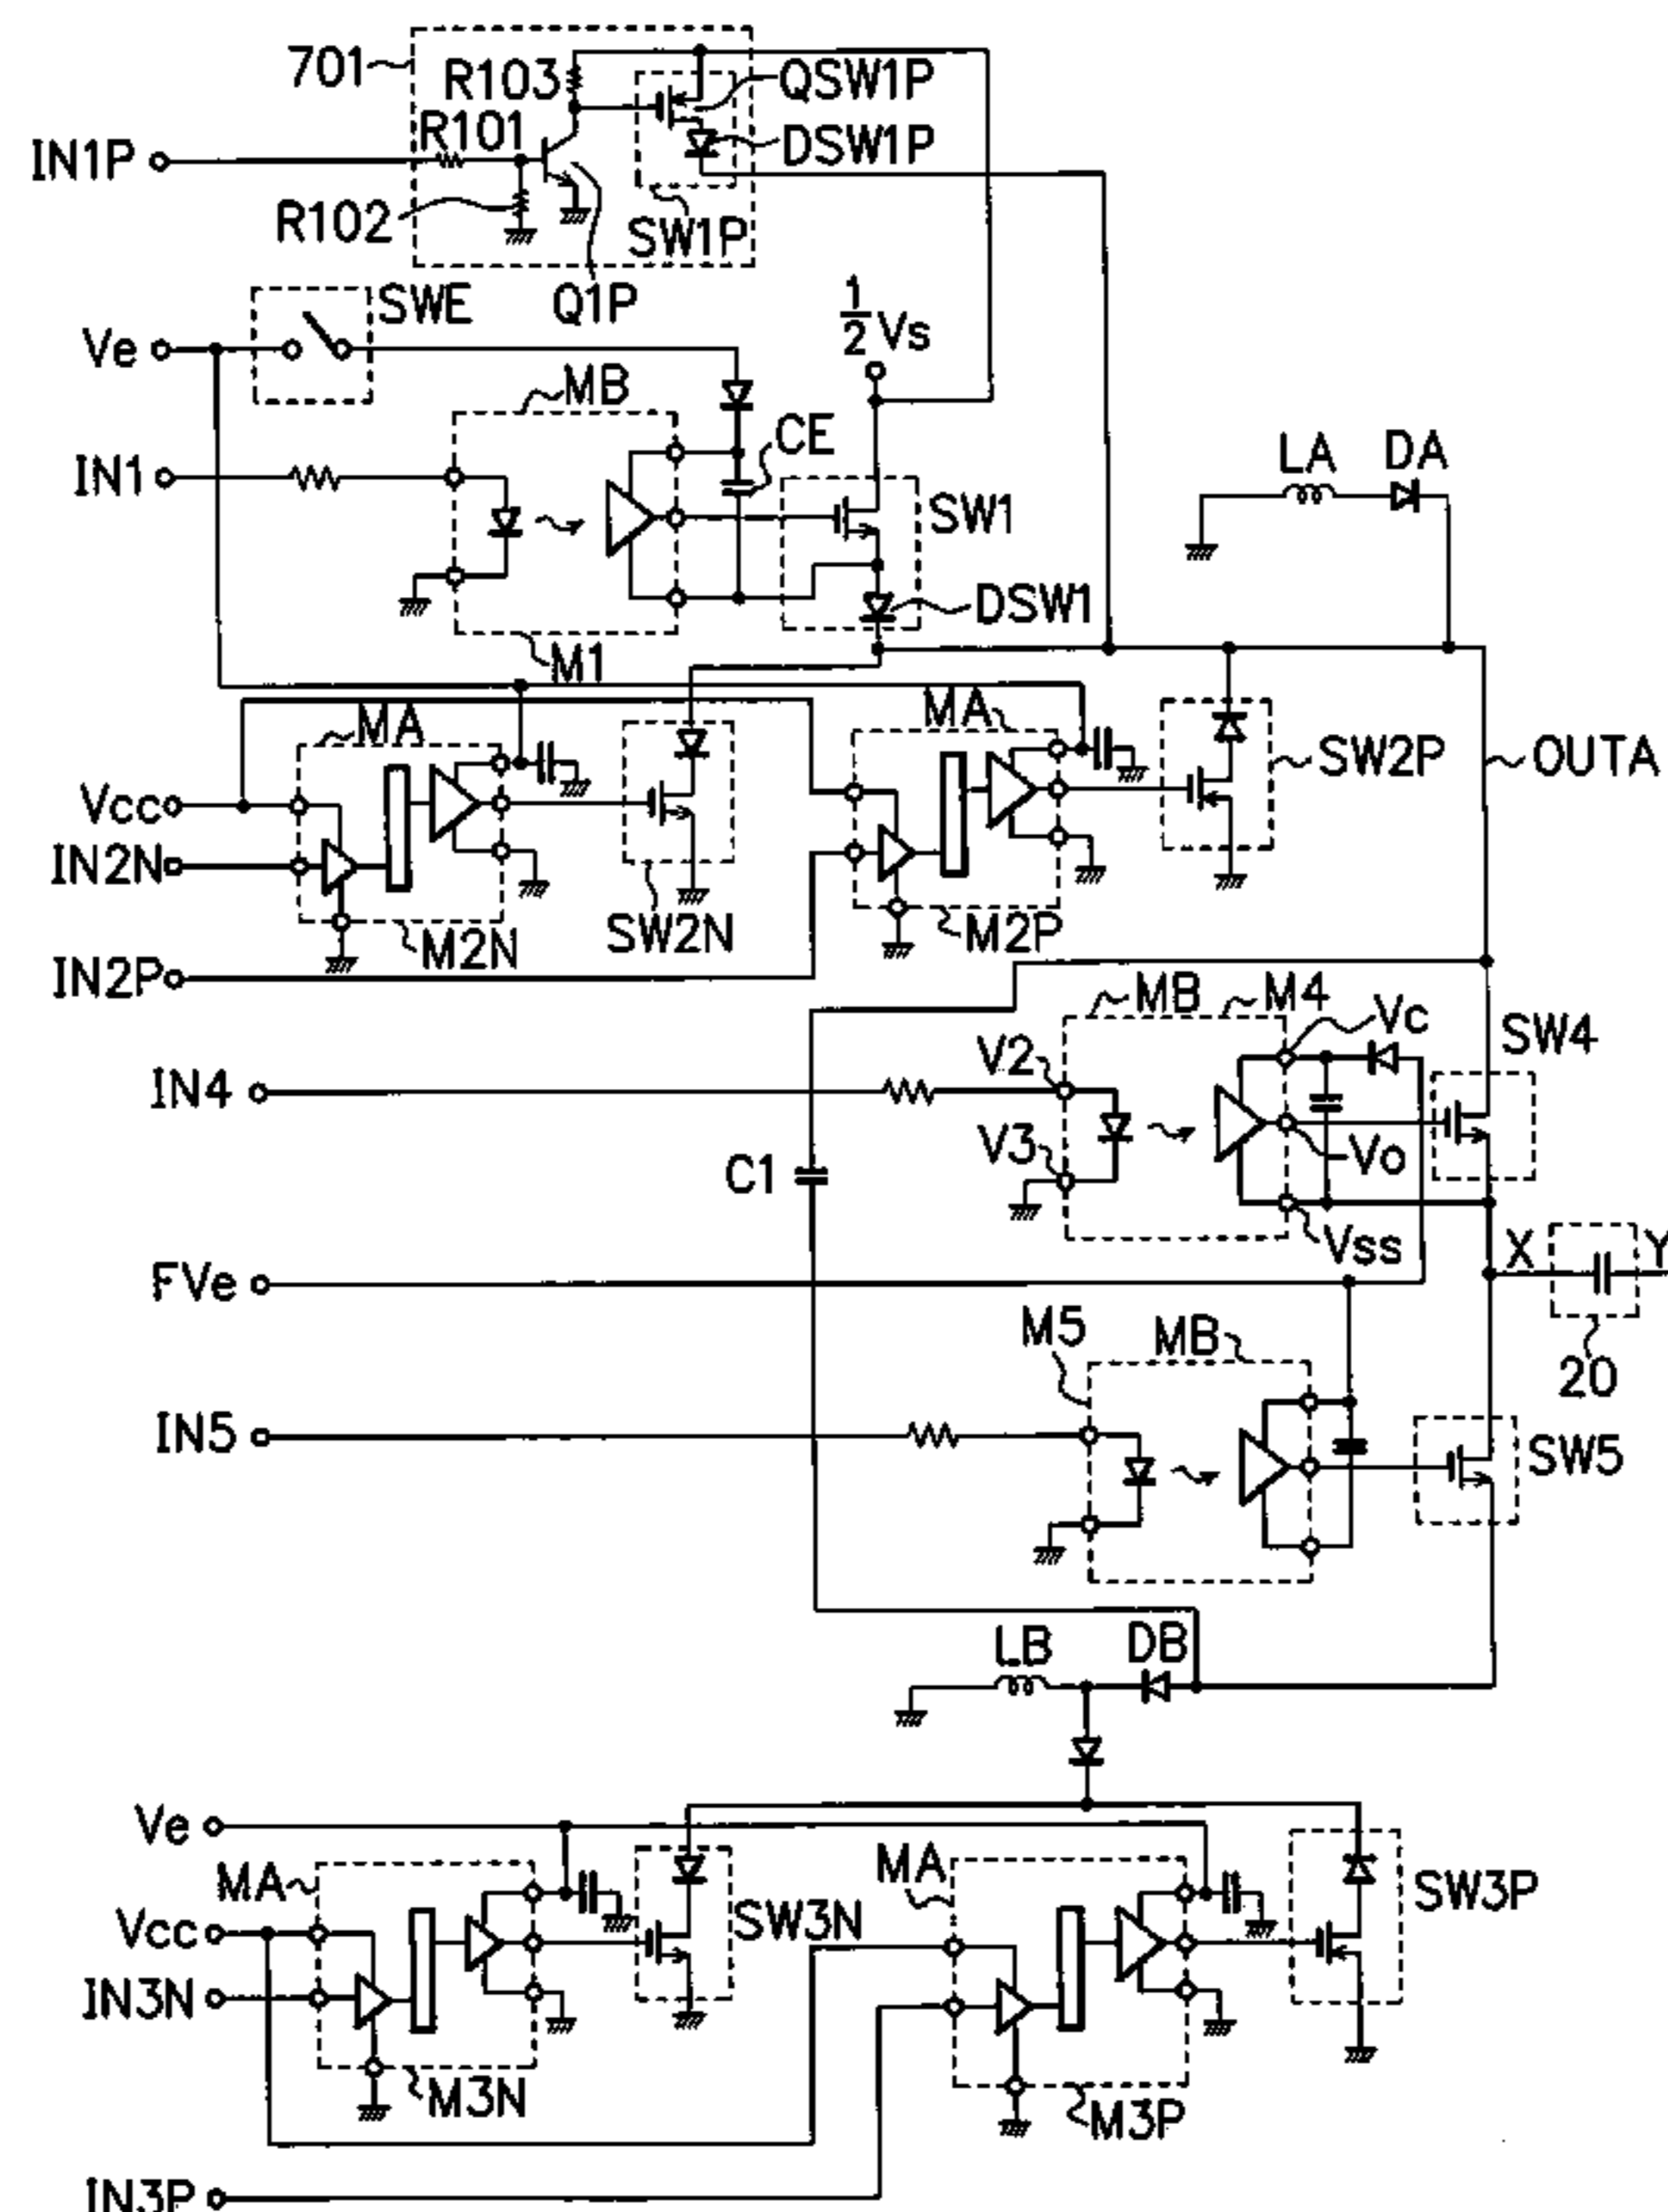 701
R103
QSW1P
R101
DSW1P
IN1P
R102
SW1P
Q1P
SWE
1/2 Vs
Ve
MB
CE
LA
DA
IN1
SW1
DSW1
M1
MA
MA
SW2P
OUTA
Vcc
IN2N
SW2N
M2N
M2P
IN2P
MB
M4
Vc
SW4
V2
IN4
V3
Vo
C1
Vss
X
Y
FVe
M5
MB
20
IN5
SW5
LB
DB
Ve
MA
MA
SW3P
SW3N
Vcc
IN3N
M3N
M3P
IN3P